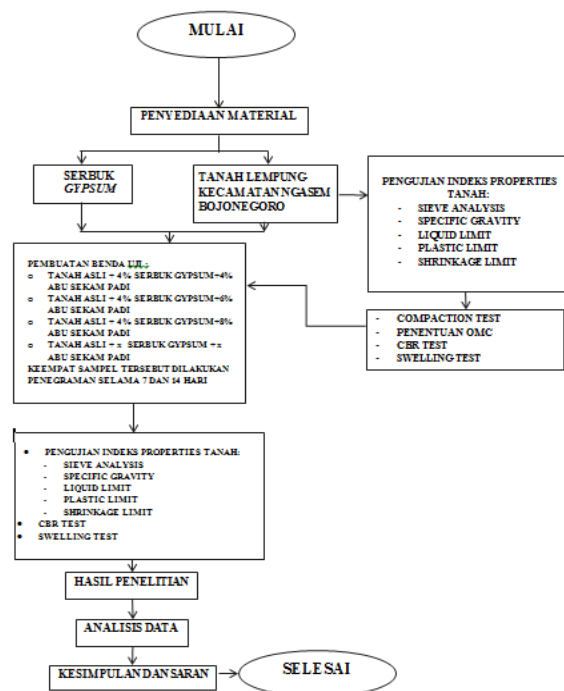 MULAI
PENYEDIAAN MATERIAL
SERBUK
GYPSUM
TANAH LEMPUNG
KECAMATAN NGASEM
BOJONEGORO
PENGUJIAN INDEKS PROPERTIES
TANAH:
- SIEVE ANALYSIS
- SPECIFIC GRAVITY
- LIQUID LIMIT
- PLASTIC LIMIT
- SHRINKAGE LIMIT
- COMPACTION TEST
- PENENTUAN OMC
- CBR TEST
- SWELLING TEST
PEMBUATAN BENDA UJI :
o TANAH ASLI + 4% SERBUK GYPSUM+4%
ABU SEKAM PADI
o TANAH ASLI + 4% SERBUK GYPSUM+6%
ABU SEKAM PADI
o TANAH ASLI + 4% SERBUK GYPSUM+8%
ABU SEKAM PADI
o TANAH ASLI + x SERBUK GYPSUM + x
ABU SEKAM PADI
KEEMPAT SAMPEL TERSEBUT DILAKUKAN
PENEGRAMAN SELAMA 7 DAN 14 HARI
• PENGUJIAN INDEKS PROPERTIES TANAH:
- SIEVE ANALYSIS
- SPECIFIC GRAVITY
- LIQUID LIMIT
- PLASTIC LIMIT
- SHRINKAGE LIMIT
• CBR TEST
• SWELLING TEST
HASIL PENELITIAN
ANALISIS DATA
KESIMPULAN DAN SARAN
SELESAI